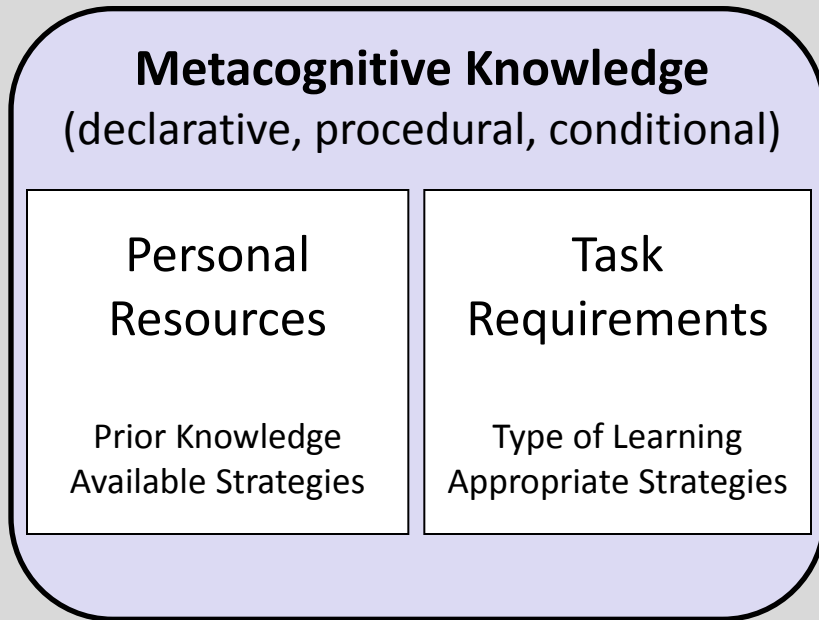 Metacognitive Knowledge
(declarative, procedural, conditional)
Personal
Resources
Prior Knowledge
Available Strategies
Task
Requirements
Type of Learning
Appropriate Strategies